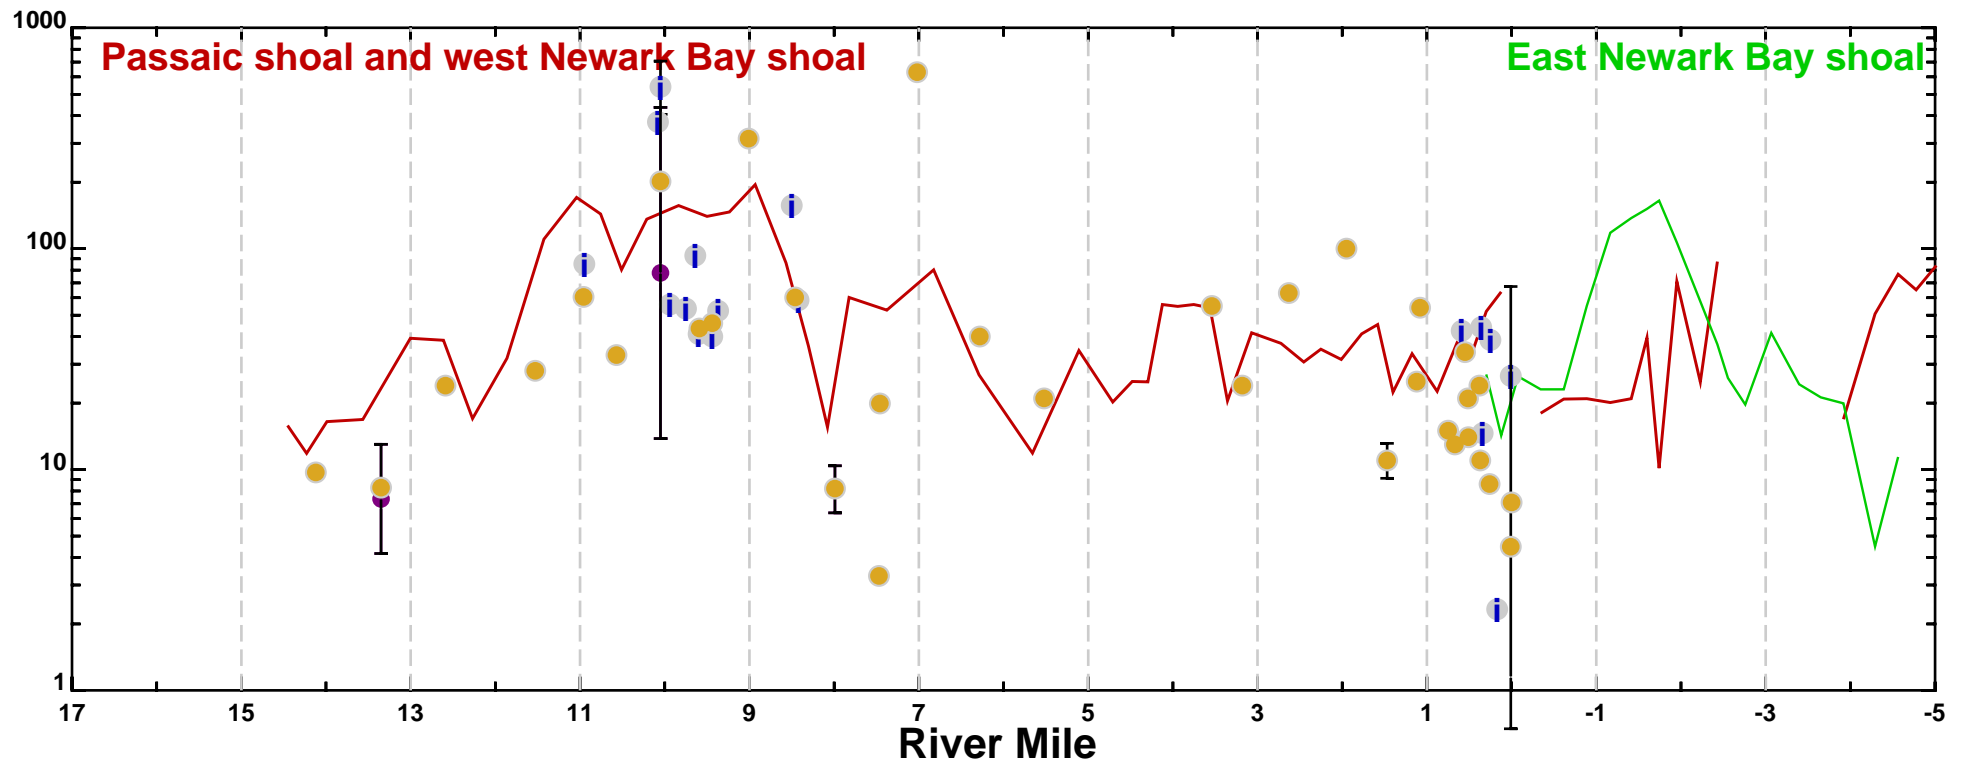 1000
Passaic shoal and west Newark Bay shoal
East Newark Bay shoal
100
10
1
17 15 13 11 9 7 5 3 1 -1 -3 -5
River Mile